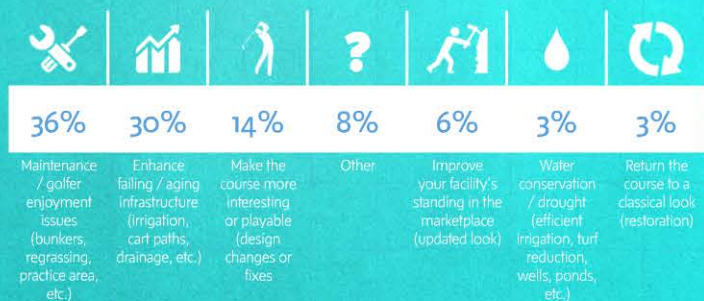 36%
30%
14%
8%
6%
3%
3%
Maintenance
/ golfer
enjoyment
issues
(bunkers,
regrassing,
practice area,
etc.)
Enhance
failing / aging
infrastructure
(irrigation,
cart paths,
drainage, etc.)
Make the
course more
interesting
or playable
(design
changes or
fixes
Other
Improve
your facility's
standing in the
marketplace
(updated look)
Water
conservation
/ drought
(efficient
irrigation, turf
reduction,
wells, ponds,
etc.)
Return the
course to a
classical look
(restoration)